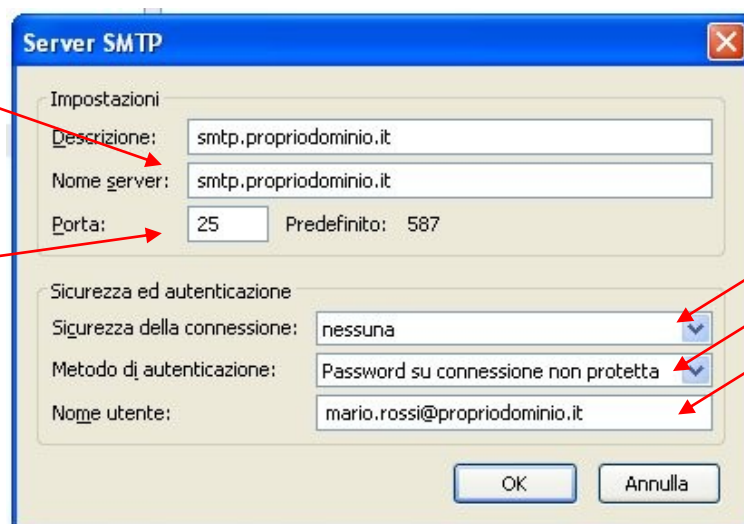 Server SMTP
Impostazioni
Descrizione: smtp.propriodominio.it
Nome server: smtp.propriodominio.it
Porta: 25 Predefinito: 587
Sicurezza ed autenticazione
Sicurezza della connessione: nessuna
Metodo di autenticazione: Password su connessione non protetta
Nome utente: mario.rossi@propriodominio.it
OK Annulla